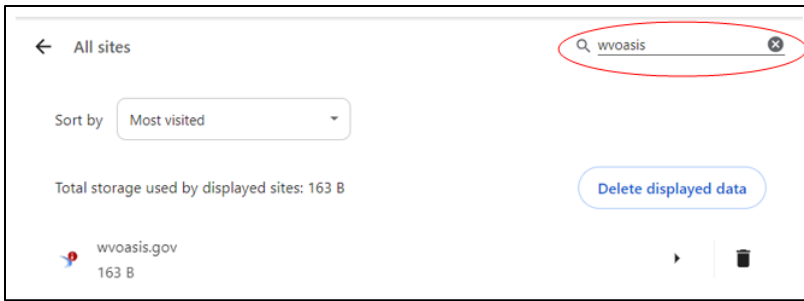 All sites
wvoasis
Sort by Most visited
Total storage used by displayed sites: 163 B
Delete displayed data
wvoasis.gov
163 B